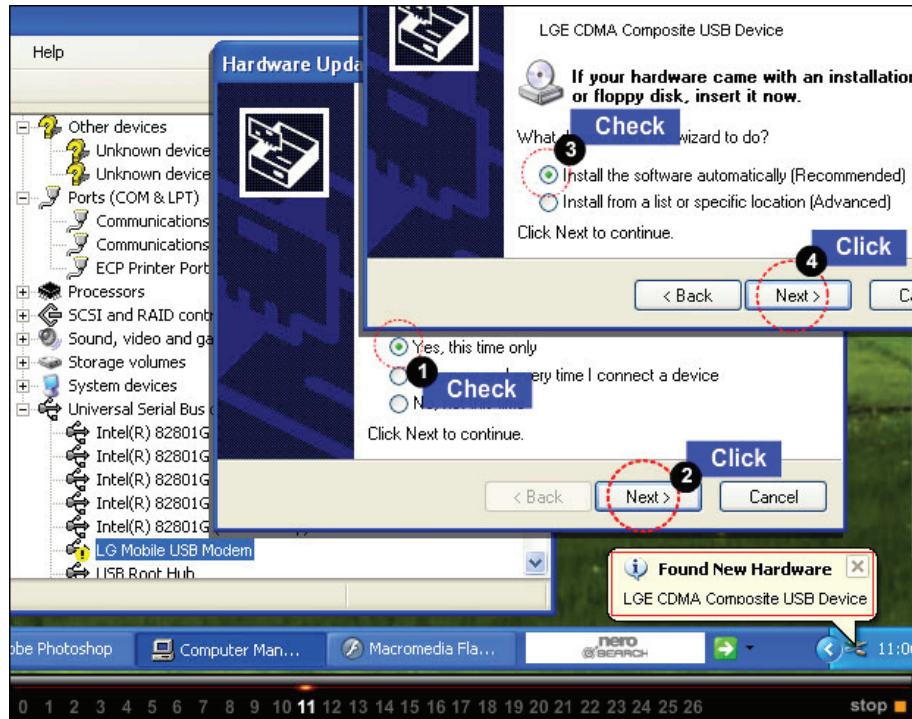 Help
Other devices
Unknown device
Unknown device
Ports (COM & LPT)
Communications
Communications
ECP Printer Port
Processors
SCSI and RAID cont
Sound, video and ga
Storage volumes
System devices
Universal Serial Bus
Intel(R) 82801G
Intel(R) 82801G
Intel(R) 82801G
Intel(R) 82801G
LG Mobile USB Modem
USB Root Hub
Hardware Upda
LGE CDMA Composite USB Device
If your hardware came with an installation
or floppy disk, insert it now.
What wizard to do?
Check
3
Install the software automatically (Recommended)
Install from a list or specific location (Advanced)
Click Next to continue.
4
Click
< Back
Next >
Yes, this time only
1
Check
time I connect a device
Click Next to continue.
2
Click
< Back
Next >
Cancel
Found New Hardware
LGE CDMA Composite USB Device
obe Photoshop
Computer Man...
Macromedia Fla...
nero
SEARCH
11:0
0 1 2 3 4 5 6 7 8 9 10 11 12 13 14 15 16 17 18 19 20 21 22 23 24 25 26
stop